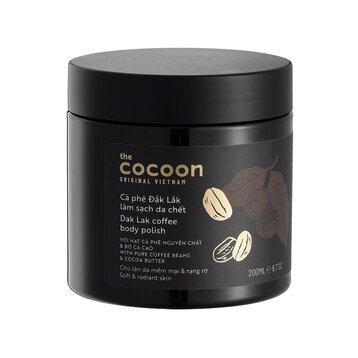 the
cocoon
ORIGINAL VIETNAM
Cà phê Đắk Lắk
làm sạch da chết
Dak Lak coffee
body polish
VỚI HẠT CÀ PHÊ NGUYÊN CHẤT
& BƠ CA CAO
WITH PURE COFFEE BEANS
& COCOA BUTTER
Cho làn da mềm mại & rạng rỡ
Soft & radiant skin
200ML ℮ 6.7 OZ